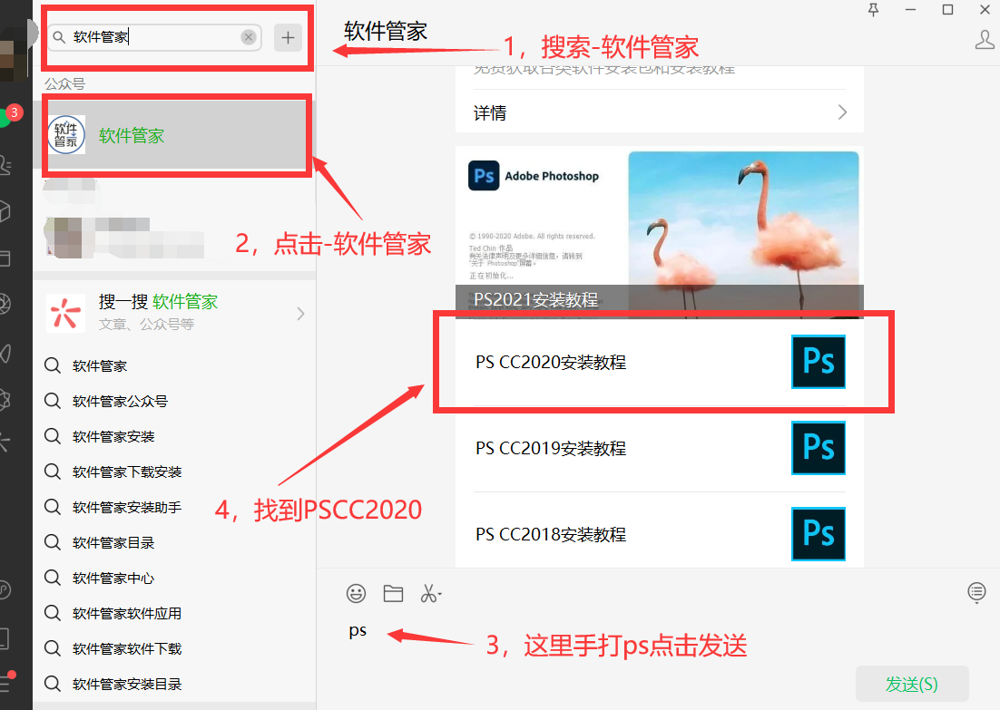 软件管家
软件管家
1，搜索-软件管家
公众号
3
软件
管家
软件管家
2，点击-软件管家
搜一搜 软件管家
文章、公众号等
软件管家
软件管家公众号
软件管家安装
软件管家下载安装
软件管家安装助手
软件管家目录
软件管家中心
软件管家软件应用
软件管家软件下载
软件管家安装目录
免费获取各类软件安装包和安装教程
详情
Ps Adobe Photoshop
© 1990-2020 Adobe. All rights reserved.
Ted Chin 作品
有关法律声明及更多详细信息，请转到
"关于 Photoshop"屏幕。
正在初始化...
PS2021安装教程
PS CC2020安装教程
Ps
PS CC2019安装教程
Ps
4，找到PSCC2020
PS CC2018安装教程
Ps
ps
3，这里手打ps点击发送
发送(S)